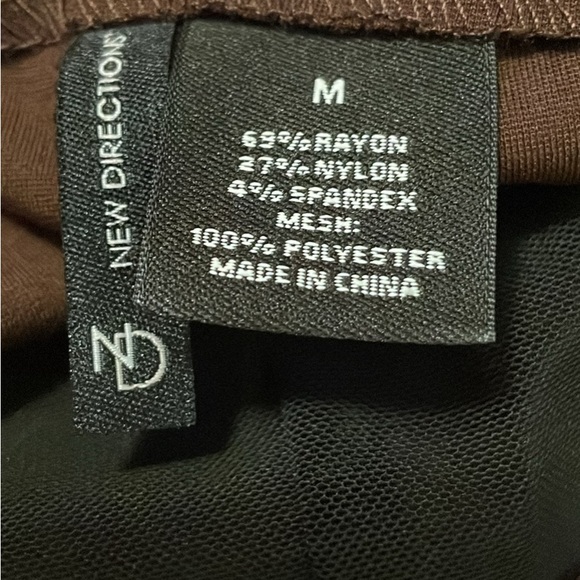 NEW DIRECTIONS
ND
M
69% RAYON
27% NYLON
4% SPANDEX
MESH:
100% POLYESTER
MADE IN CHINA